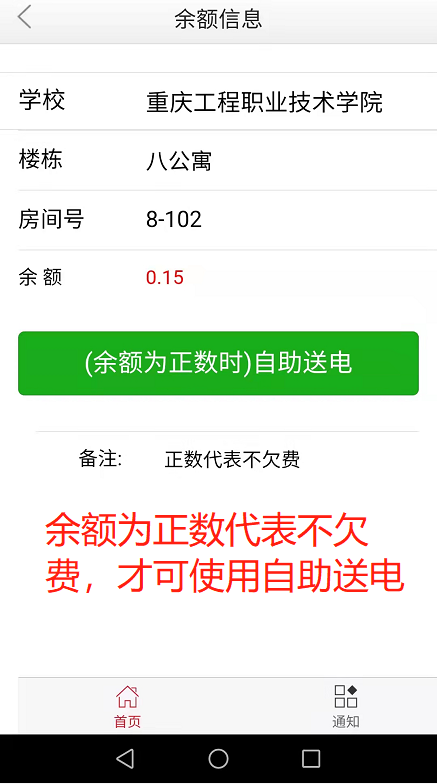 余额信息
学校 重庆工程职业技术学院
楼栋 八公寓
房间号 8-102
余 额 0.15
(余额为正数时)自助送电
备注: 正数代表不欠费
余额为正数代表不欠
费，才可使用自助送电
首页 通知